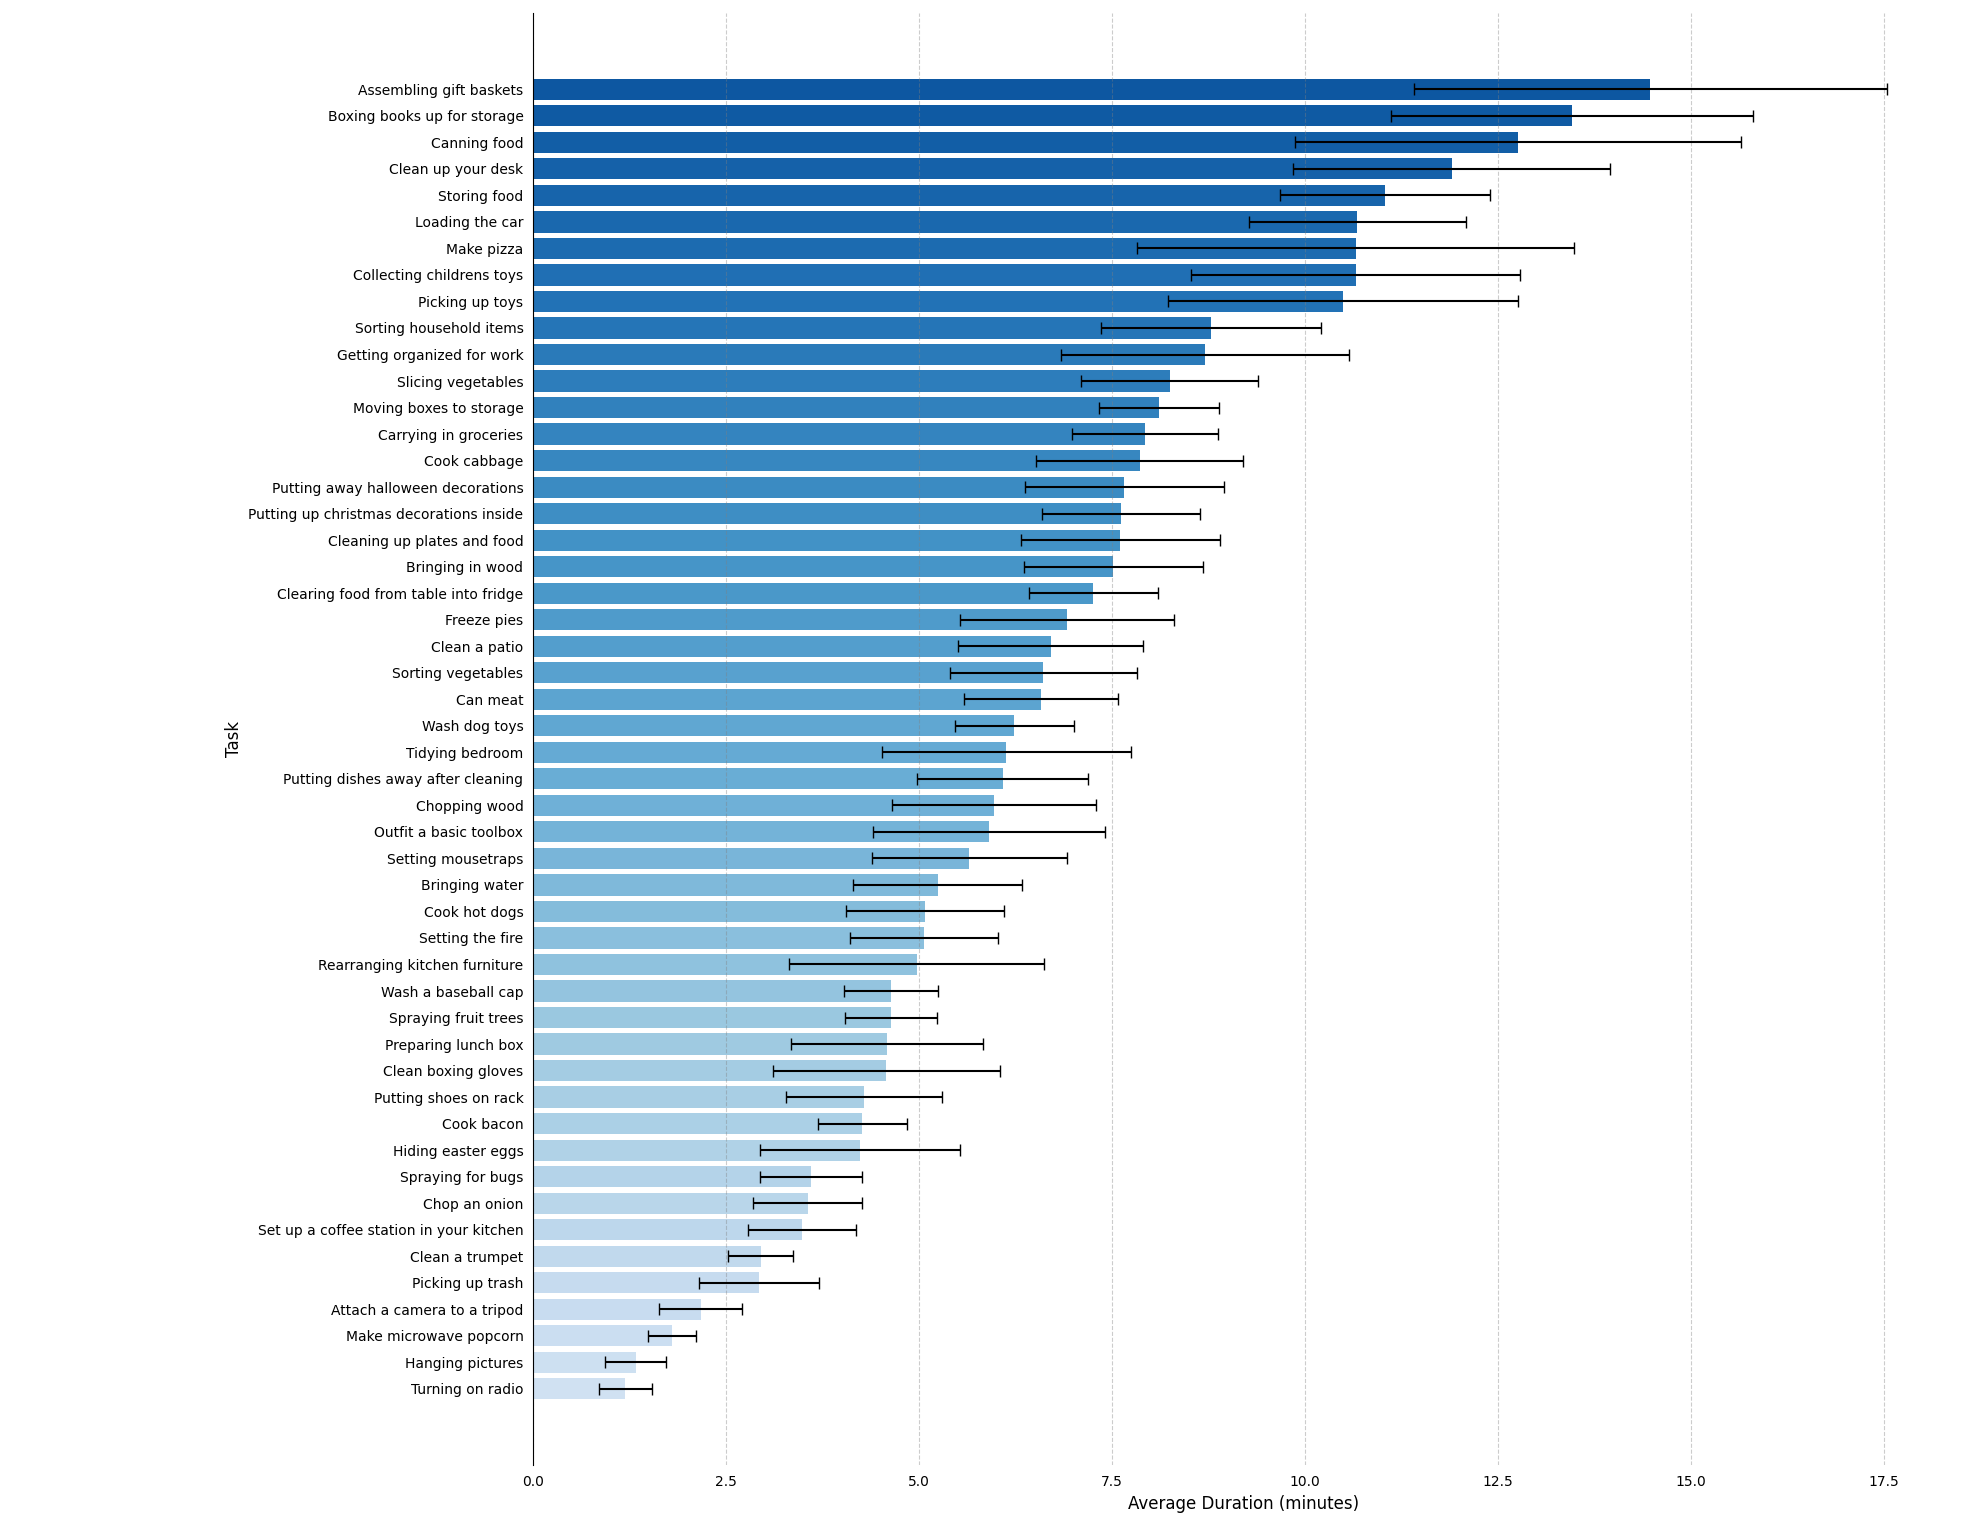 Assembling gift baskets
Boxing books up for storage
Canning food
Clean up your desk
Storing food
Loading the car
Make pizza
Collecting childrens toys
Picking up toys
Sorting household items
Getting organized for work
Slicing vegetables
Moving boxes to storage
Carrying in groceries
Cook cabbage
Putting away halloween decorations
Putting up christmas decorations inside
Cleaning up plates and food
Bringing in wood
Clearing food from table into fridge
Freeze pies
Clean a patio
Sorting vegetables
Can meat
Wash dog toys
Task
Tidying bedroom
Putting dishes away after cleaning
Chopping wood
Outfit a basic toolbox
Setting mousetraps
Bringing water
Cook hot dogs
Setting the fire
Rearranging kitchen furniture
Wash a baseball cap
Spraying fruit trees
Preparing lunch box
Clean boxing gloves
Putting shoes on rack
Cook bacon
Hiding easter eggs
Spraying for bugs
Chop an onion
Set up a coffee station in your kitchen
Clean a trumpet
Picking up trash
Attach a camera to a tripod
Make microwave popcorn
Hanging pictures
Turning on radio
0.0 2.5 5.0 7.5 10.0 12.5 15.0 17.5
Average Duration (minutes)